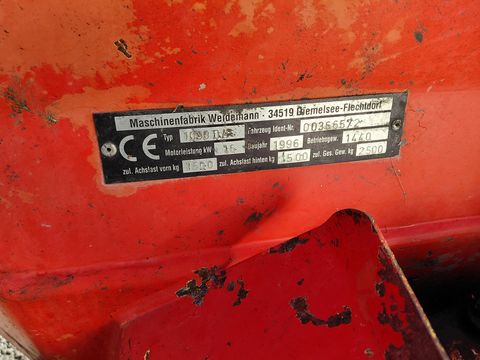 Maschinenfabrik Weidemann · 34519 Diemelsee-Flechtdorf
CE Typ Fahrzeug Ident-Nr.
Motorleistung kW Baujahr 1996 Betriebsgew. 1440
zul. Achslast vorn kg zul. Achslast hinten kg 1500 zul. Ges. Gew. kg 2500